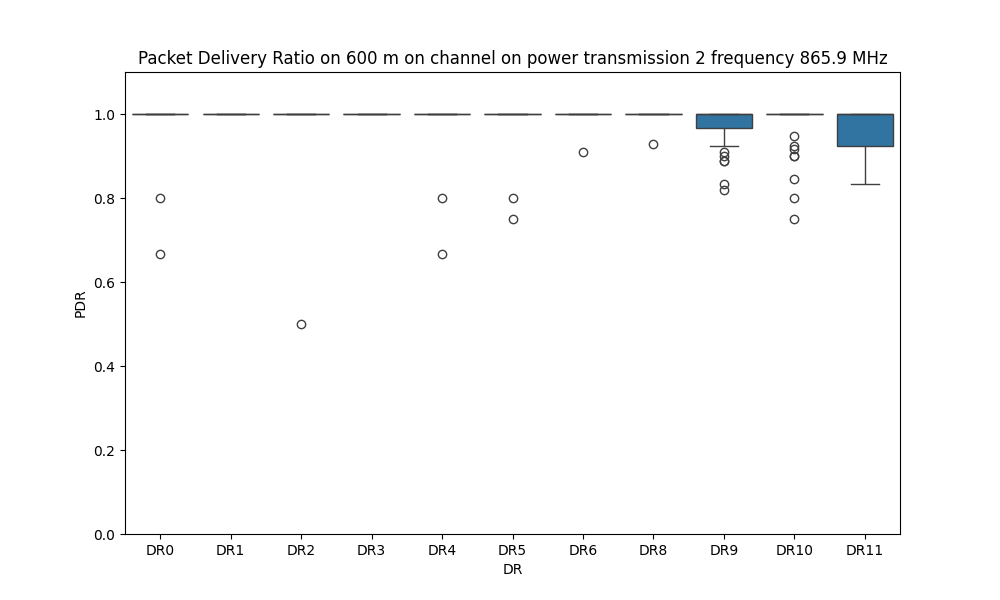 Packet Delivery Ratio on 600 m on channel on power transmission 2 frequency 865.9 MHz
1.0
0.8
0.6
0.4
0.2
0.0
PDR
DR0 DR1 DR2 DR3 DR4 DR5 DR6 DR8 DR9 DR10 DR11
DR